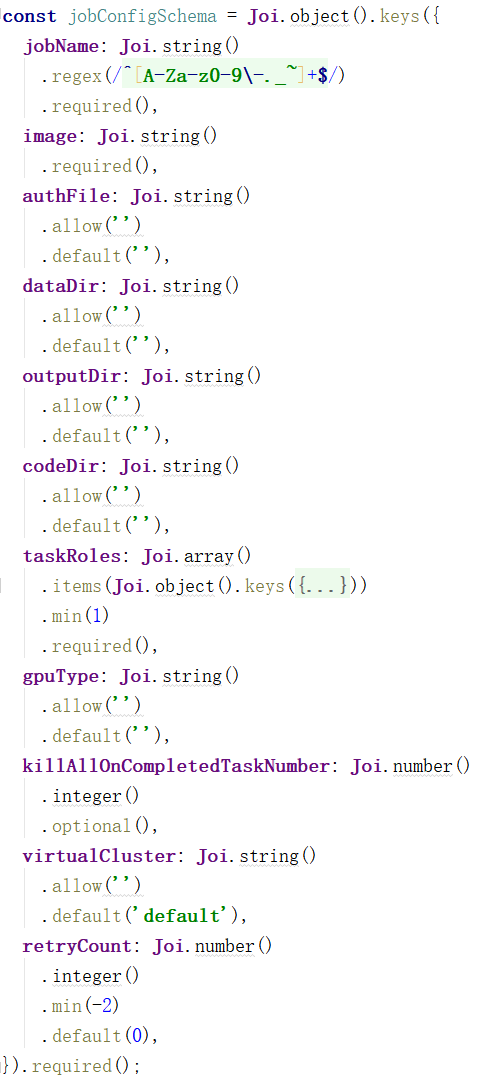 const jobConfigSchema = Joi.object().keys({
  jobName: Joi.string()
    .regex(/^[A-Za-z0-9\-._~]+$/)
    .required(),
  image: Joi.string()
    .required(),
  authFile: Joi.string()
    .allow('')
    .default(''),
  dataDir: Joi.string()
    .allow('')
    .default(''),
  outputDir: Joi.string()
    .allow('')
    .default(''),
  codeDir: Joi.string()
    .allow('')
    .default(''),
  taskRoles: Joi.array()
    .items(Joi.object().keys({...}))
    .min(1)
    .required(),
  gpuType: Joi.string()
    .allow('')
    .default(''),
  killAllOnCompletedTaskNumber: Joi.number()
    .integer()
    .optional(),
  virtualCluster: Joi.string()
    .allow('')
    .default('default'),
  retryCount: Joi.number()
    .integer()
    .min(-2)
    .default(0),
}).required();